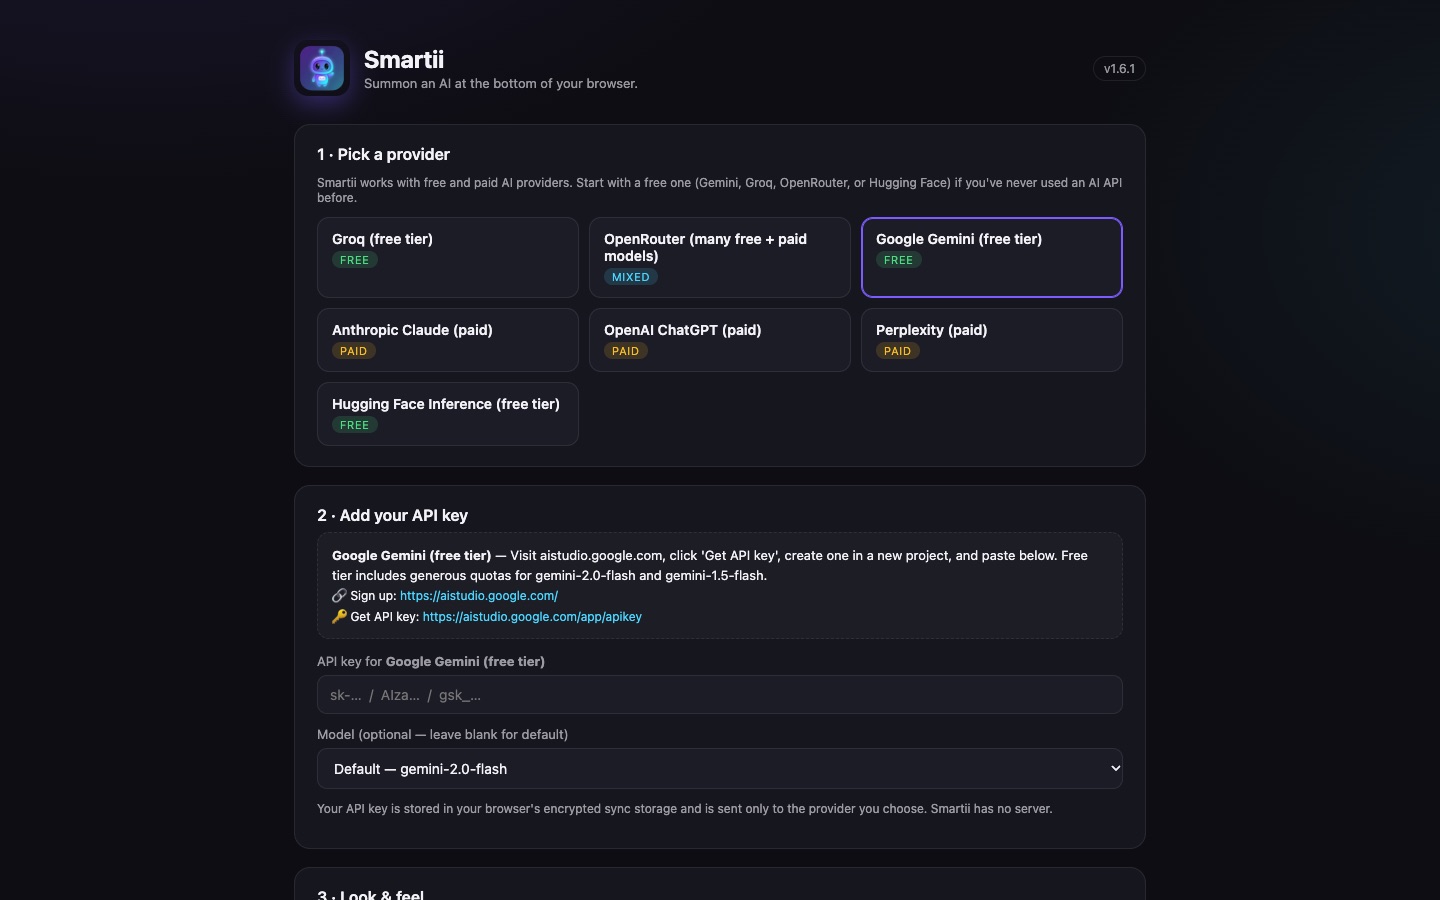 Smartii
Summon an AI at the bottom of your browser.
v1.6.1
1 · Pick a provider
Smartii works with free and paid AI providers. Start with a free one (Gemini, Groq, OpenRouter, or Hugging Face) if you've never used an AI API
before.
Groq (free tier)
FREE
OpenRouter (many free + paid
models)
MIXED
Google Gemini (free tier)
FREE
Anthropic Claude (paid)
PAID
OpenAI ChatGPT (paid)
PAID
Perplexity (paid)
PAID
Hugging Face Inference (free tier)
FREE
2 · Add your API key
Google Gemini (free tier) — Visit aistudio.google.com, click 'Get API key', create one in a new project, and paste below. Free
tier includes generous quotas for gemini-2.0-flash and gemini-1.5-flash.
🔗 Sign up: https://aistudio.google.com/
🔑 Get API key: https://aistudio.google.com/app/apikey
API key for Google Gemini (free tier)
sk-... / AIza... / gsk_...
Model (optional — leave blank for default)
Default — gemini-2.0-flash
Your API key is stored in your browser's encrypted sync storage and is sent only to the provider you choose. Smartii has no server.
3 · Look & feel